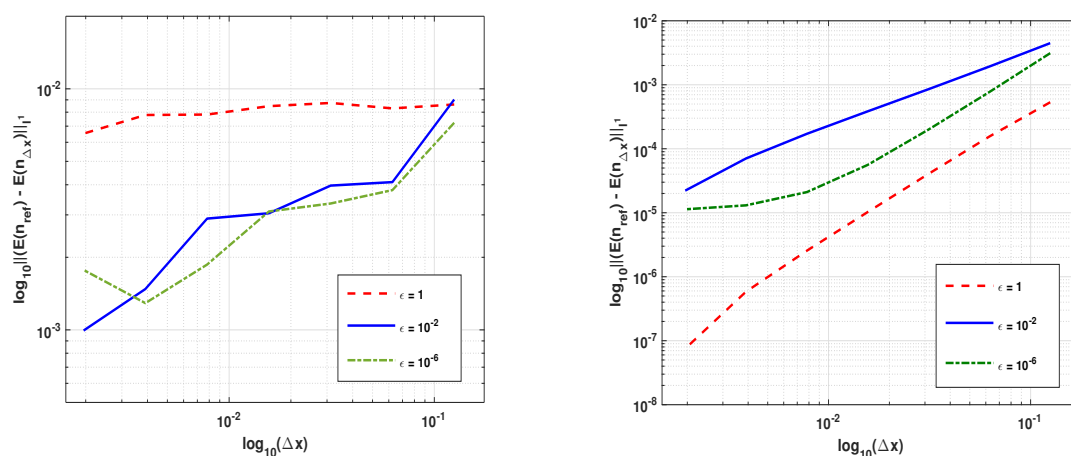 log₁₀||(E(n_ref) - E(n_Δx)||_l¹
10⁻²
10⁻³
10⁻²
10⁻¹
log₁₀(Δx)
ϵ = 1
ϵ = 10⁻²
ϵ = 10⁻⁶
log₁₀||(E(n_ref) - E(n_Δx)||_l¹
10⁻²
10⁻³
10⁻⁴
10⁻⁵
10⁻⁶
10⁻⁷
10⁻⁸
10⁻²
10⁻¹
log₁₀(Δx)
ϵ = 1
ϵ = 10⁻²
ϵ = 10⁻⁶